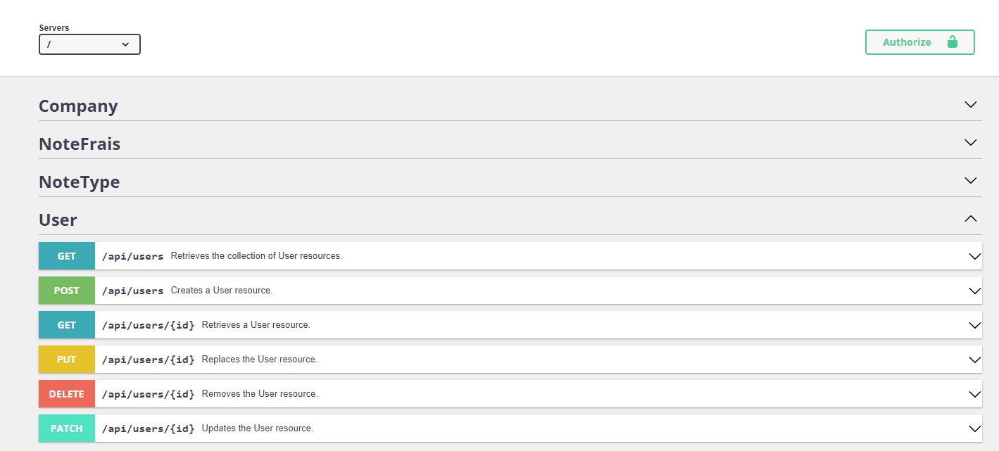 Servers
/
Authorize
Company
NoteFrais
NoteType
User
GET /api/users Retrieves the collection of User resources.
POST /api/users Creates a User resource.
GET /api/users/{id} Retrieves a User resource.
PUT /api/users/{id} Replaces the User resource.
DELETE /api/users/{id} Removes the User resource.
PATCH /api/users/{id} Updates the User resource.